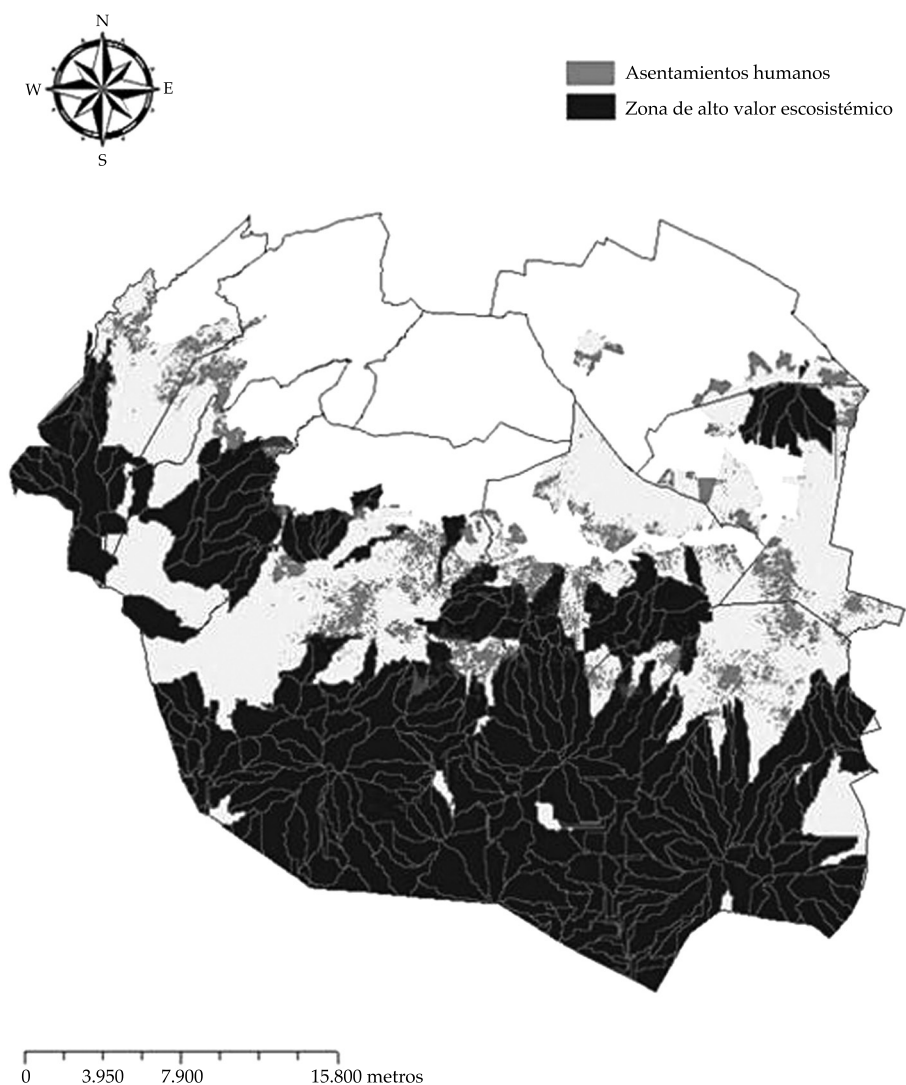 N
W E
S
Asentamientos humanos
Zona de alto valor escosistémico
0 3.950 7.900 15.800 metros